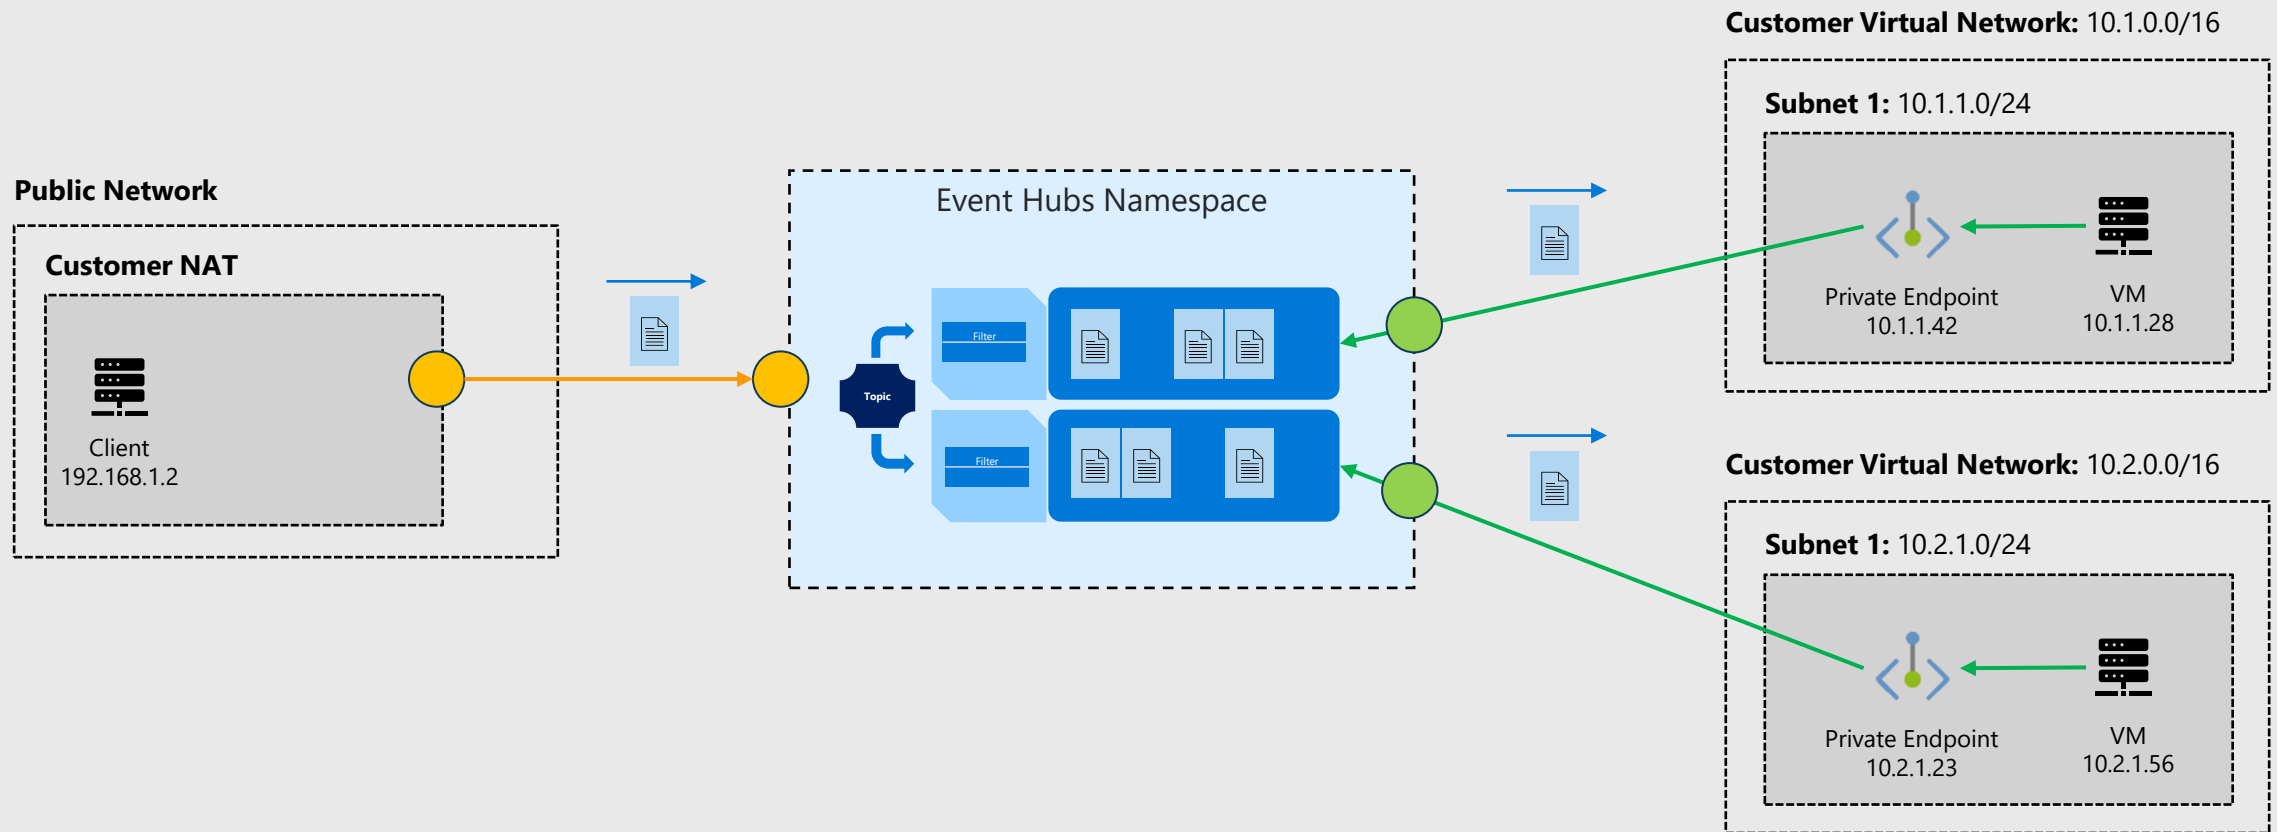 Public Network
Customer NAT
Client
192.168.1.2
Event Hubs Namespace
Topic
Filter
Filter
Customer Virtual Network: 10.1.0.0/16
Subnet 1: 10.1.1.0/24
Private Endpoint
10.1.1.42
VM
10.1.1.28
Customer Virtual Network: 10.2.0.0/16
Subnet 1: 10.2.1.0/24
Private Endpoint
10.2.1.23
VM
10.2.1.56